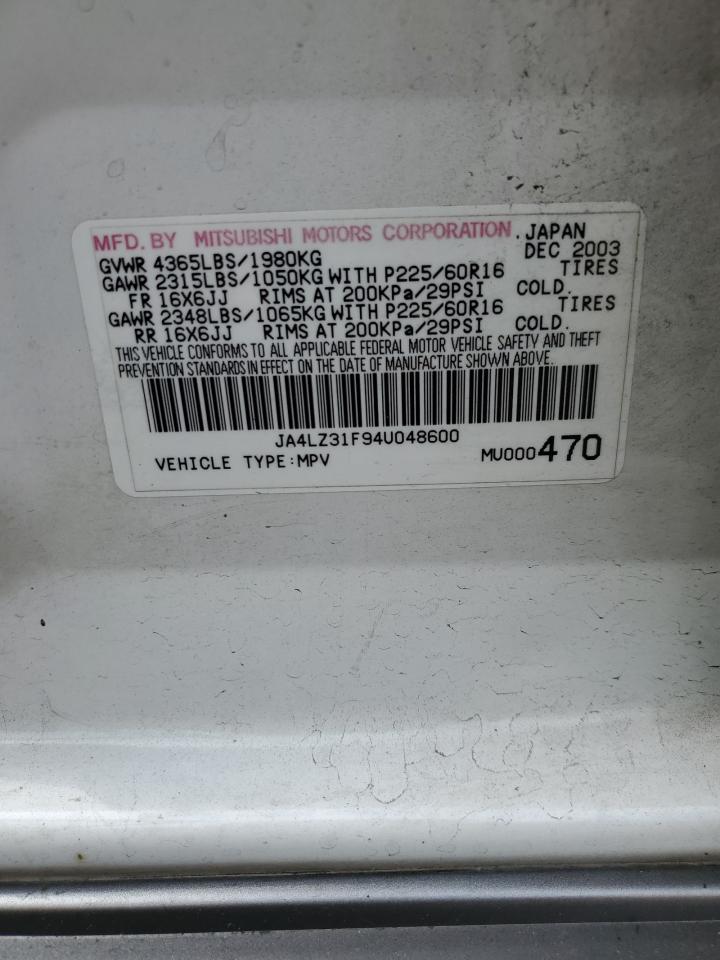 MFD. BY MITSUBISHI MOTORS CORPORATION. JAPAN
GVWR 4365LBS/1980KG DEC 2003
GAWR 2315LBS/1050KG WITH P225/60R16 TIRES
FR 16X6JJ RIMS AT 200KPa/29PSI COLD.
GAWR 2348LBS/1065KG WITH P225/60R16 TIRES
RR 16X6JJ RIMS AT 200KPa/29PSI COLD.
THIS VEHICLE CONFORMS TO ALL APPLICABLE FEDERAL MOTOR VEHICLE SAFETY AND THEFT
PREVENTION STANDARDS IN EFFECT ON THE DATE OF MANUFACTURE SHOWN ABOVE.
JA4LZ31F94U048600
VEHICLE TYPE:MPV MU000470